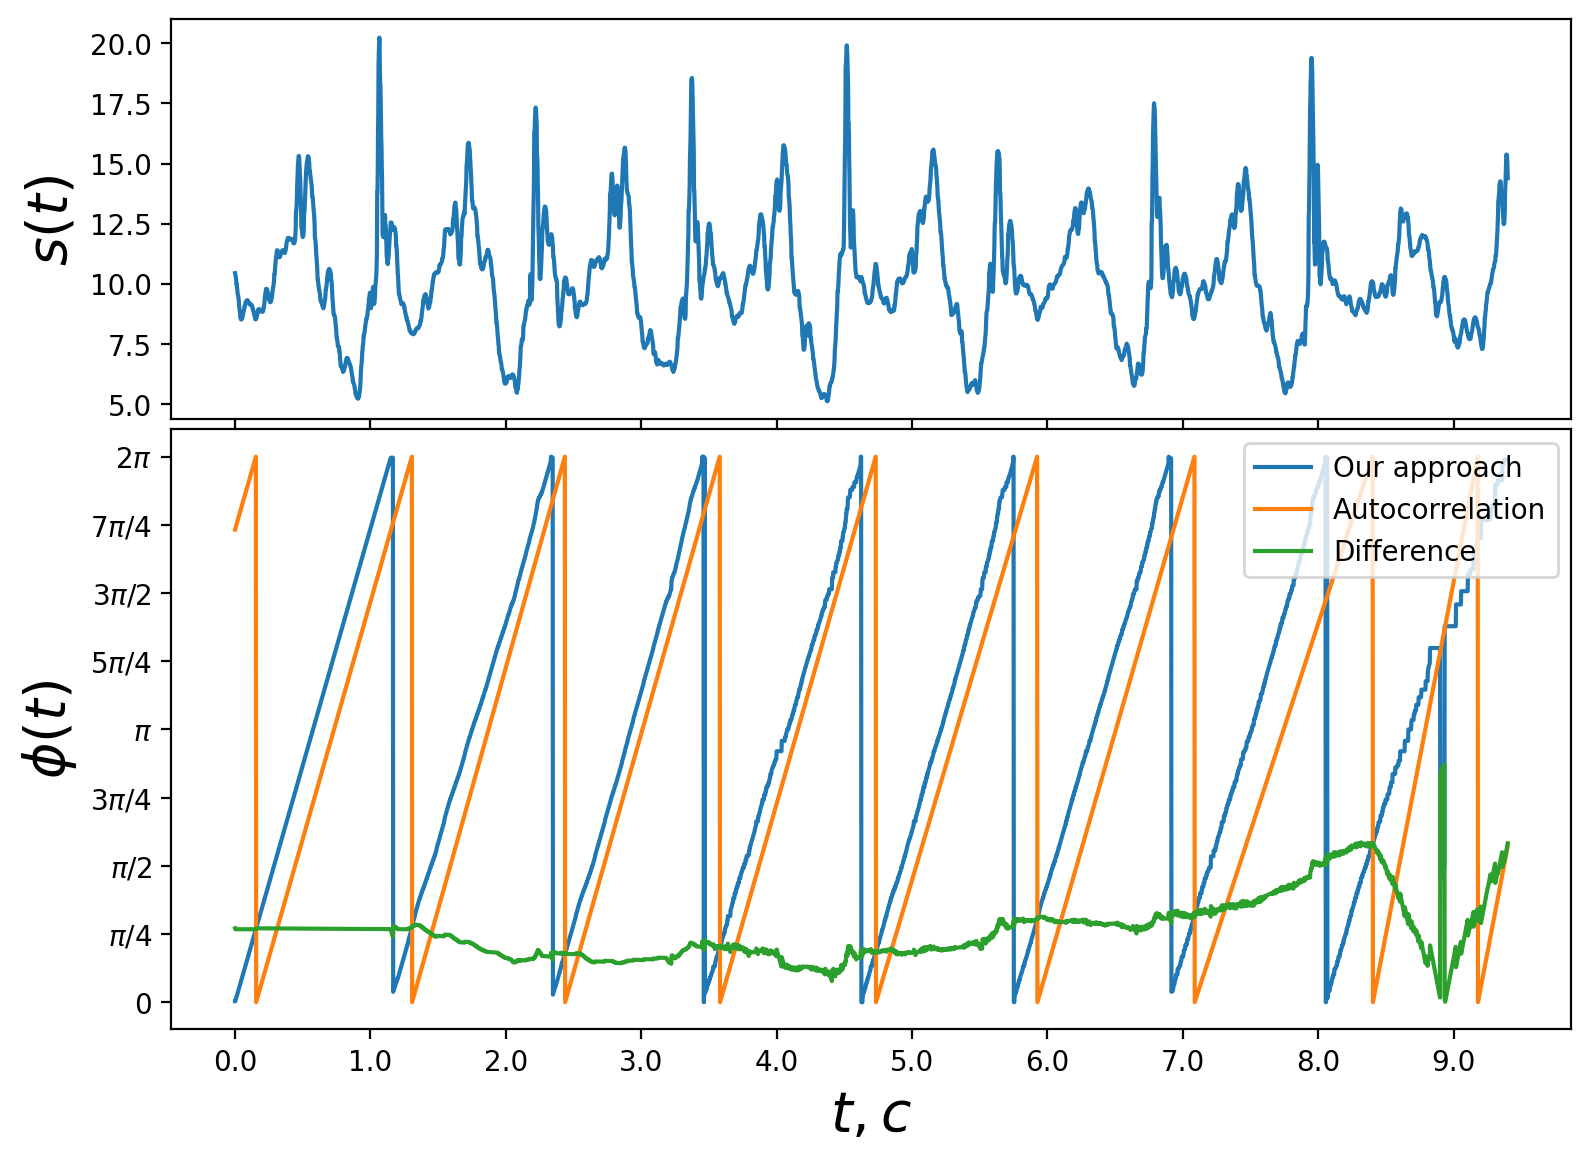 20.0
17.5
15.0
12.5
10.0
7.5
5.0
s(t)
2π
7π/4
3π/2
5π/4
π
3π/4
π/2
π/4
0
ϕ(t)
Our approach
Autocorrelation
Difference
0.0 1.0 2.0 3.0 4.0 5.0 6.0 7.0 8.0 9.0
t, c